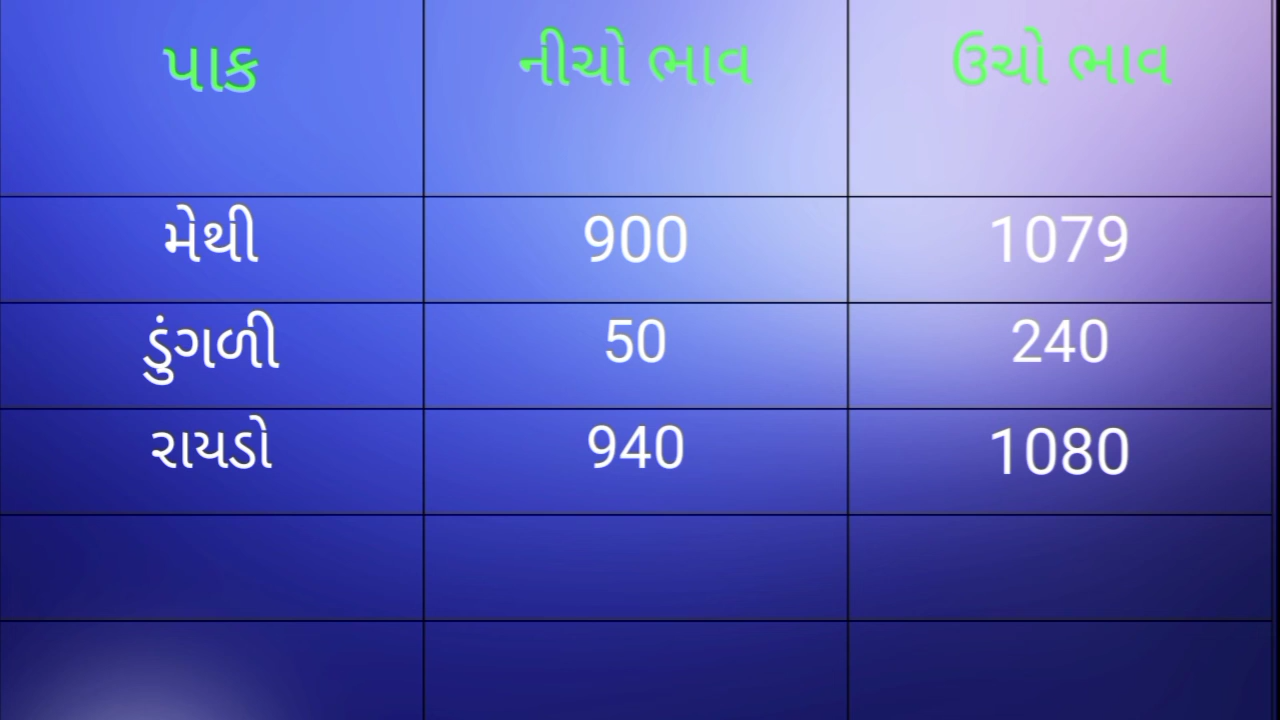 પાક નીચો ભાવ ઉચો ભાવ
મેથી 900 1079
ડુંગળી 50 240
રાયડો 940 1080